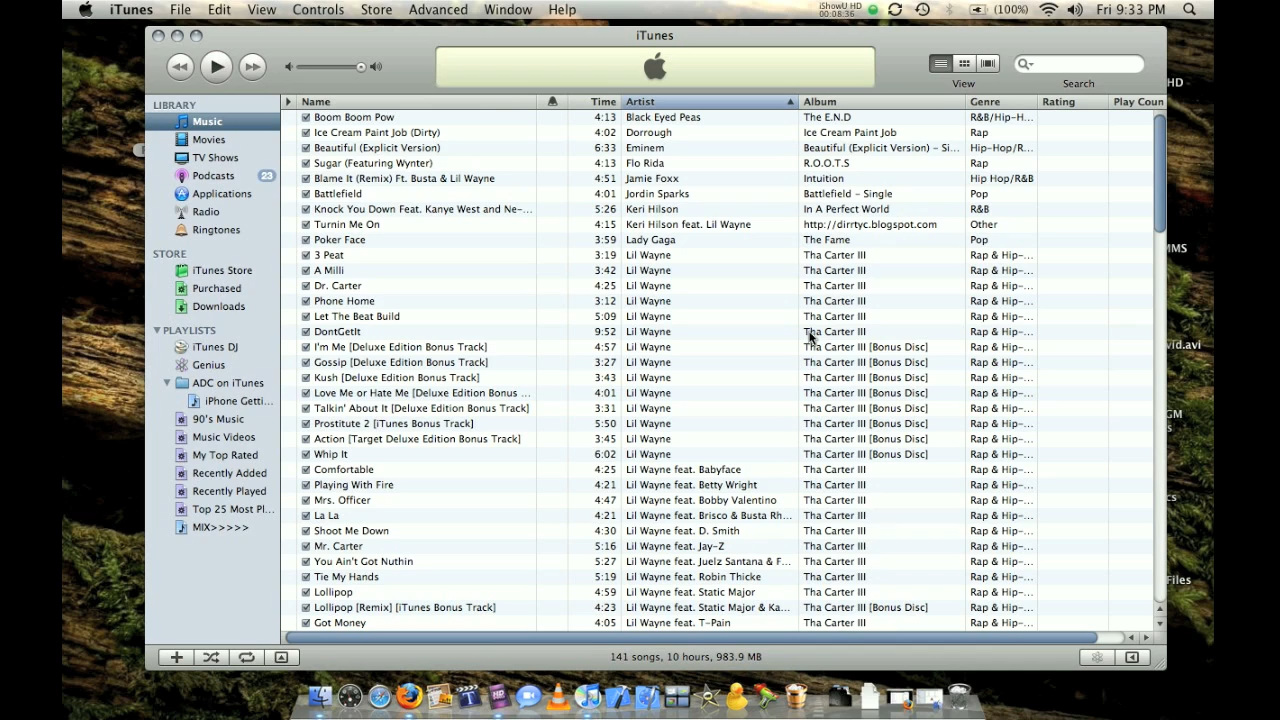 iTunes File Edit View Controls Store Advanced Window Help iShowU HD 00:08:36 (100%) Fri 9:33 PM
iTunes
View Search
LIBRARY
Music
Movies
TV Shows
Podcasts 23
Applications
Radio
Ringtones
STORE
iTunes Store
Purchased
Downloads
PLAYLISTS
iTunes DJ
Genius
ADC on iTunes
iPhone Getti...
90's Music
Music Videos
My Top Rated
Recently Added
Recently Played
Top 25 Most Pl...
MIX>>>>>
Name Time Artist Album Genre Rating Play Coun
Boom Boom Pow 4:13 Black Eyed Peas The E.N.D R&B/Hip-H...
Ice Cream Paint Job (Dirty) 4:02 Dorrough Ice Cream Paint Job Rap
Beautiful (Explicit Version) 6:33 Eminem Beautiful (Explicit Version) - Si... Hip-Hop/R...
Sugar (Featuring Wynter) 4:13 Flo Rida R.O.O.T.S Rap
Blame It (Remix) Ft. Busta & Lil Wayne 4:51 Jamie Foxx Intuition Hip Hop/R&B
Battlefield 4:01 Jordin Sparks Battlefield - Single Pop
Knock You Down Feat. Kanye West and Ne-... 5:26 Keri Hilson In A Perfect World R&B
Turnin Me On 4:15 Keri Hilson feat. Lil Wayne http://dirrtyc.blogspot.com Other
Poker Face 3:59 Lady Gaga The Fame Pop
3 Peat 3:19 Lil Wayne Tha Carter III Rap & Hip-...
A Milli 3:42 Lil Wayne Tha Carter III Rap & Hip-...
Dr. Carter 4:25 Lil Wayne Tha Carter III Rap & Hip-...
Phone Home 3:12 Lil Wayne Tha Carter III Rap & Hip-...
Let The Beat Build 5:09 Lil Wayne Tha Carter III Rap & Hip-...
DontGetIt 9:52 Lil Wayne Tha Carter III Rap & Hip-...
I'm Me [Deluxe Edition Bonus Track] 4:57 Lil Wayne Tha Carter III [Bonus Disc] Rap & Hip-...
Gossip [Deluxe Edition Bonus Track] 3:27 Lil Wayne Tha Carter III [Bonus Disc] Rap & Hip-...
Kush [Deluxe Edition Bonus Track] 3:43 Lil Wayne Tha Carter III [Bonus Disc] Rap & Hip-...
Love Me or Hate Me [Deluxe Edition Bonus ... 4:01 Lil Wayne Tha Carter III [Bonus Disc] Rap & Hip-...
Talkin' About It [Deluxe Edition Bonus Track] 3:31 Lil Wayne Tha Carter III [Bonus Disc] Rap & Hip-...
Prostitute 2 [iTunes Bonus Track] 5:50 Lil Wayne Tha Carter III [Bonus Disc] Rap & Hip-...
Action [Target Deluxe Edition Bonus Track] 3:45 Lil Wayne Tha Carter III [Bonus Disc] Rap & Hip-...
Whip It 6:02 Lil Wayne Tha Carter III [Bonus Disc] Rap & Hip-...
Comfortable 4:25 Lil Wayne feat. Babyface Tha Carter III Rap & Hip-...
Playing With Fire 4:21 Lil Wayne feat. Betty Wright Tha Carter III Rap & Hip-...
Mrs. Officer 4:47 Lil Wayne feat. Bobby Valentino Tha Carter III Rap & Hip-...
La La 4:21 Lil Wayne feat. Brisco & Busta Rh... Tha Carter III Rap & Hip-...
Shoot Me Down 4:30 Lil Wayne feat. D. Smith Tha Carter III Rap & Hip-...
Mr. Carter 5:16 Lil Wayne feat. Jay-Z Tha Carter III Rap & Hip-...
You Ain't Got Nuthin 5:27 Lil Wayne feat. Juelz Santana & F... Tha Carter III Rap & Hip-...
Tie My Hands 5:19 Lil Wayne feat. Robin Thicke Tha Carter III Rap & Hip-...
Lollipop 4:59 Lil Wayne feat. Static Major Tha Carter III Rap & Hip-...
Lollipop [Remix] [iTunes Bonus Track] 4:23 Lil Wayne feat. Static Major & Ka... Tha Carter III [Bonus Disc] Rap & Hip-...
Got Money 4:05 Lil Wayne feat. T-Pain Tha Carter III Rap & Hip-...
141 songs, 10 hours, 983.9 MB
HD
MMS
vid.avi
GM
Files